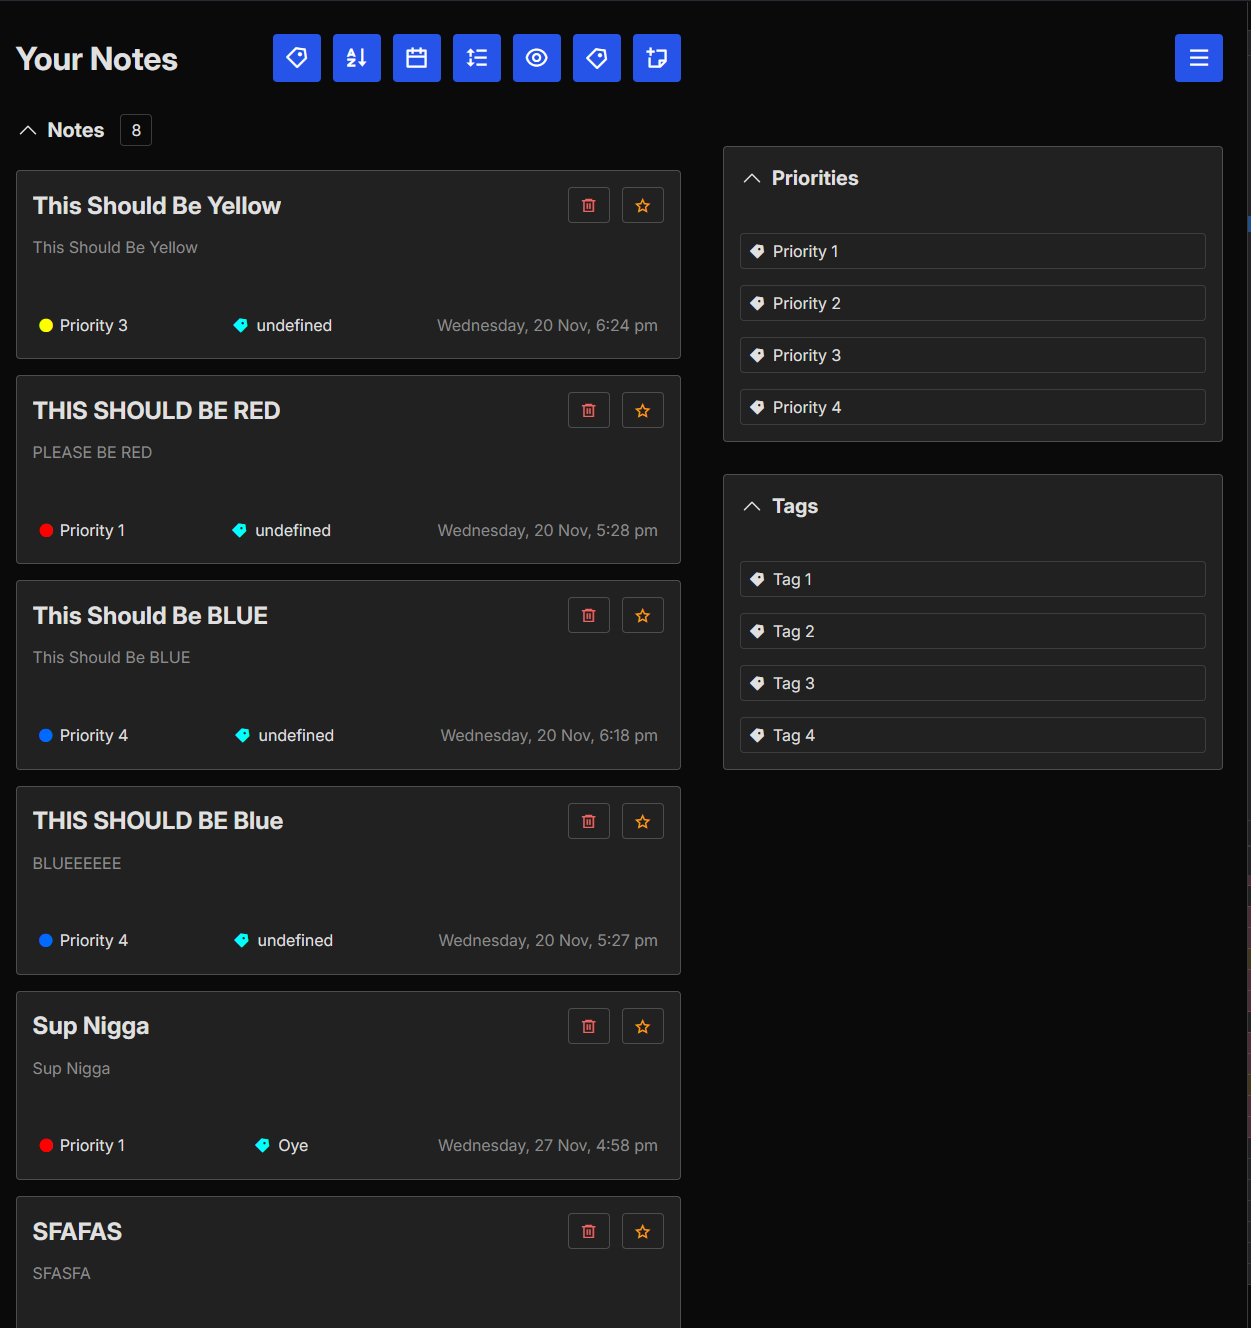 Your Notes
Notes 8
This Should Be Yellow
This Should Be Yellow
Priority 3 undefined Wednesday, 20 Nov, 6:24 pm
THIS SHOULD BE RED
PLEASE BE RED
Priority 1 undefined Wednesday, 20 Nov, 5:28 pm
This Should Be BLUE
This Should Be BLUE
Priority 4 undefined Wednesday, 20 Nov, 6:18 pm
THIS SHOULD BE Blue
BLUEEEEEE
Priority 4 undefined Wednesday, 20 Nov, 5:27 pm
Sup Nigga
Sup Nigga
Priority 1 Oye Wednesday, 27 Nov, 4:58 pm
SFAFAS
SFASFA
Priorities
Priority 1
Priority 2
Priority 3
Priority 4
Tags
Tag 1
Tag 2
Tag 3
Tag 4